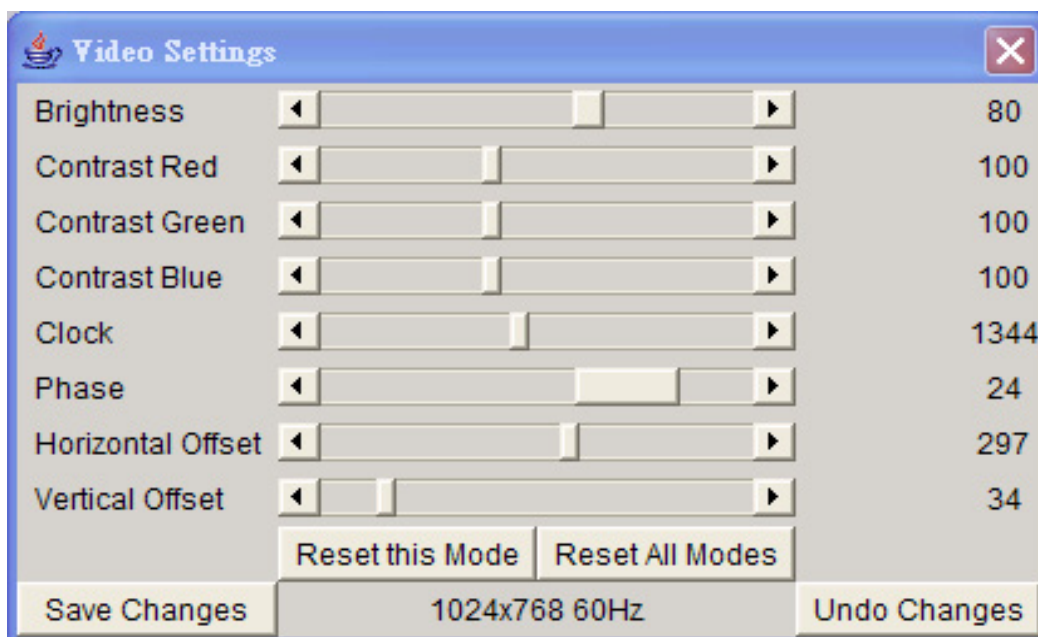 Video Settings
Brightness 80
Contrast Red 100
Contrast Green 100
Contrast Blue 100
Clock 1344
Phase 24
Horizontal Offset 297
Vertical Offset 34
Reset this Mode Reset All Modes
Save Changes 1024x768 60Hz Undo Changes